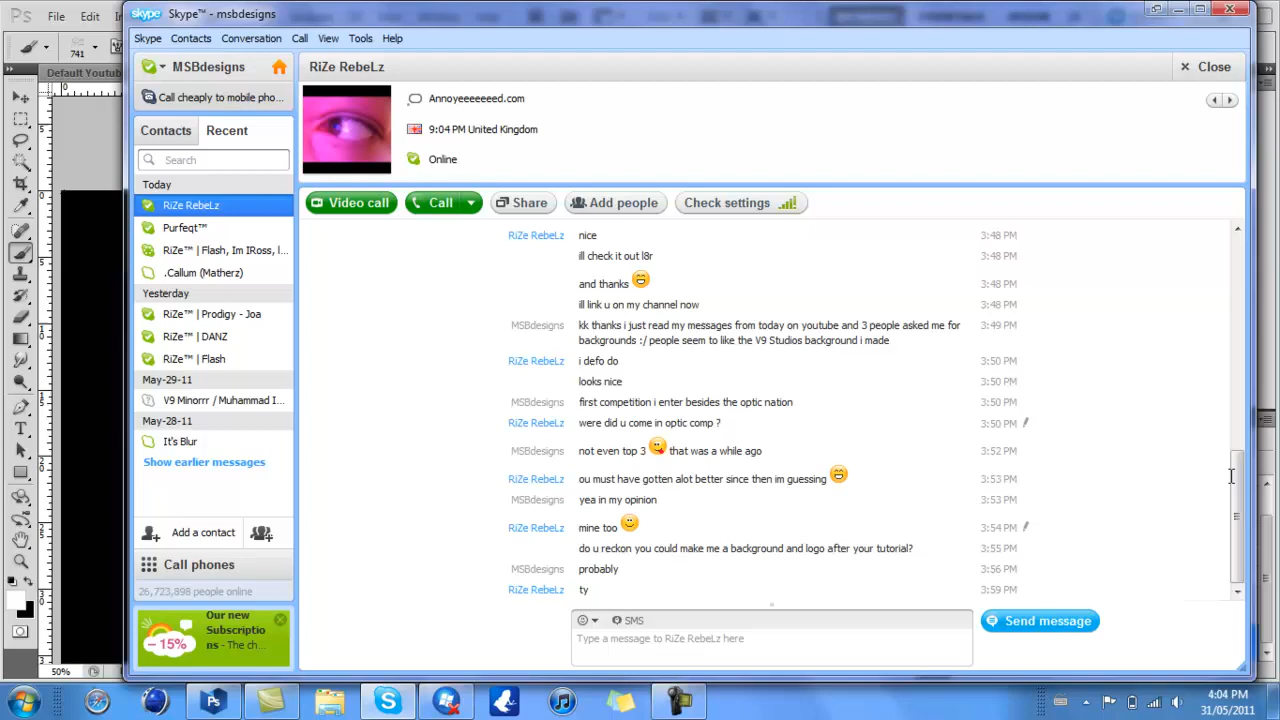 Skype™ - msbdesigns
Ps File Edit
Skype Contacts Conversation Call View Tools Help
741
Default Youtub
MSBdesigns
Call cheaply to mobile pho...
Contacts Recent
Search
Today
RiZe RebeLz
Purfeqt™
RiZe™ | Flash, Im IRoss, l...
.Callum (Matherz)
Yesterday
RiZe™ | Prodigy - Joa
RiZe™ | DANZ
RiZe™ | Flash
May-29-11
V9 Minorrr / Muhammad I...
May-28-11
It's Blur
Show earlier messages
Add a contact
Call phones
26,723,898 people online
Our new
Subscriptio
ns - The ch...
- 15%
RiZe RebeLz
Close
Annoyeeeeeeed.com
9:04 PM United Kingdom
Online
Video call Call Share Add people Check settings
RiZe RebeLz nice 3:48 PM
ill check it out l8r 3:48 PM
and thanks 3:48 PM
ill link u on my channel now 3:48 PM
MSBdesigns kk thanks i just read my messages from today on youtube and 3 people asked me for 3:49 PM
backgrounds :/ people seem to like the V9 Studios background i made
RiZe RebeLz i defo do 3:50 PM
looks nice 3:50 PM
MSBdesigns first competition i enter besides the optic nation 3:50 PM
RiZe RebeLz were did u come in optic comp ? 3:50 PM
MSBdesigns not even top 3 that was a while ago 3:52 PM
RiZe RebeLz ou must have gotten alot better since then im guessing 3:53 PM
MSBdesigns yea in my opinion 3:53 PM
RiZe RebeLz mine too 3:54 PM
do u reckon you could make me a background and logo after your tutorial? 3:55 PM
MSBdesigns probably 3:56 PM
RiZe RebeLz ty 3:59 PM
SMS
Type a message to RiZe RebeLz here
Send message
50%
4:04 PM
31/05/2011